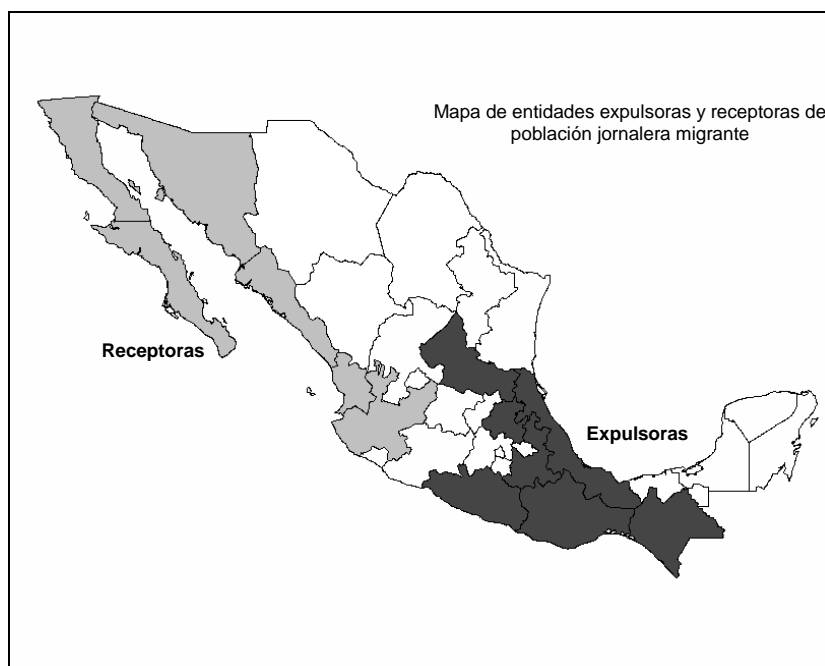 Mapa de entidades expulsoras y receptoras de
población jornalera migrante
Receptoras
Expulsoras